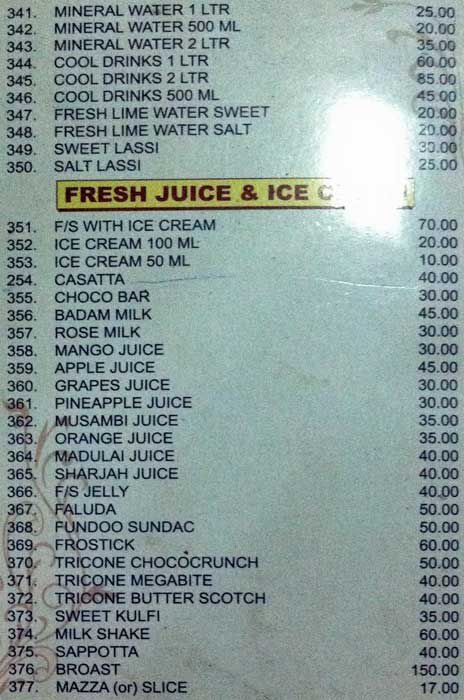 341. MINERAL WATER 1 LTR 25.00
342. MINERAL WATER 500 ML 20.00
343. MINERAL WATER 2 LTR 35.00
344. COOL DRINKS 1 LTR 60.00
345. COOL DRINKS 2 LTR 85.00
346. COOL DRINKS 500 ML 45.00
347. FRESH LIME WATER SWEET 20.00
348. FRESH LIME WATER SALT 20.00
349. SWEET LASSI 30.00
350. SALT LASSI 25.00
FRESH JUICE & ICE
351. F/S WITH ICE CREAM 70.00
352. ICE CREAM 100 ML 20.00
353. ICE CREAM 50 ML 10.00
254. CASATTA 40.00
355. CHOCO BAR 30.00
356. BADAM MILK 45.00
357. ROSE MILK 30.00
358. MANGO JUICE 30.00
359. APPLE JUICE 45.00
360. GRAPES JUICE 30.00
361. PINEAPPLE JUICE 30.00
362. MUSAMBI JUICE 35.00
363. ORANGE JUICE 35.00
364. MADULAI JUICE 40.00
365. SHARJAH JUICE 40.00
366. F/S JELLY 40.00
367. FALUDA 50.00
368. FUNDOO SUNDAC 50.00
369. FROSTICK 60.00
370. TRICONE CHOCOCRUNCH 50.00
371. TRICONE MEGABITE 40.00
372. TRICONE BUTTER SCOTCH 40.00
373. SWEET KULFI 35.00
374. MILK SHAKE 60.00
375. SAPPOTTA 40.00
376. BROAST 150.00
377. MAZZA (or) SLICE 17.00